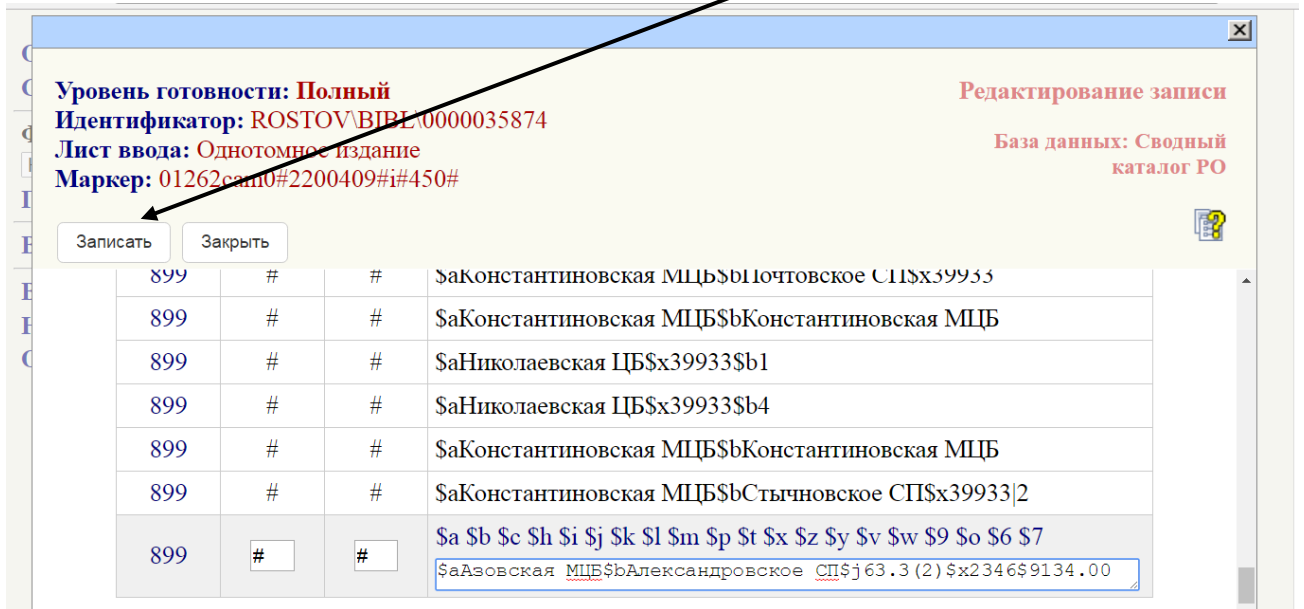 Уровень готовности: Полный
Идентификатор: ROSTOV\BIBL\0000035874
Лист ввода: Однотомное издание
Маркер: 01262cam0#2200409#i#450#
Редактирование записи
База данных: Сводный
каталог РО
Записать Закрыть
899 # # $aКонстантиновская МЦБ$bПочтовское СП$x39933
899 # # $aКонстантиновская МЦБ$bКонстантиновская МЦБ
899 # # $aНиколаевская ЦБ$x39933$b1
899 # # $aНиколаевская ЦБ$x39933$b4
899 # # $aКонстантиновская МЦБ$bКонстантиновская МЦБ
899 # # $aКонстантиновская МЦБ$bСтычновское СП$x39933|2
899 # # $a $b $c $h $i $j $k $l $m $p $t $x $z $y $v $w $9 $o $6 $7
$aАзовская МЦБ$bАлександровское СП$j63.3(2)$x2346$9134.00